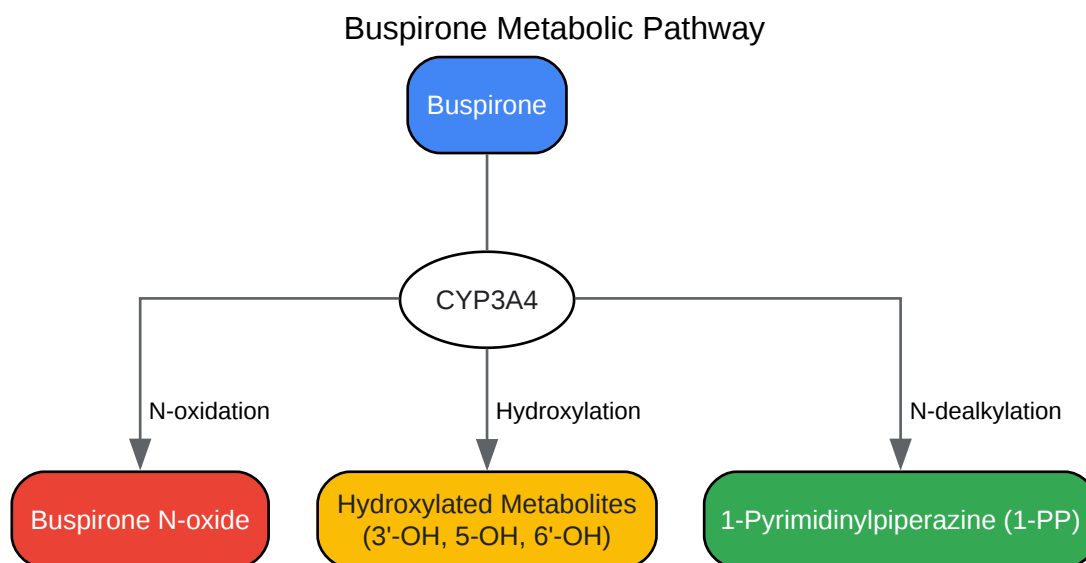 Buspirone Metabolic Pathway
Buspirone
CYP3A4
N-oxidation
Hydroxylation
N-dealkylation
Buspirone N-oxide
Hydroxylated Metabolites
(3'-OH, 5-OH, 6'-OH)
1-Pyrimidinylpiperazine (1-PP)